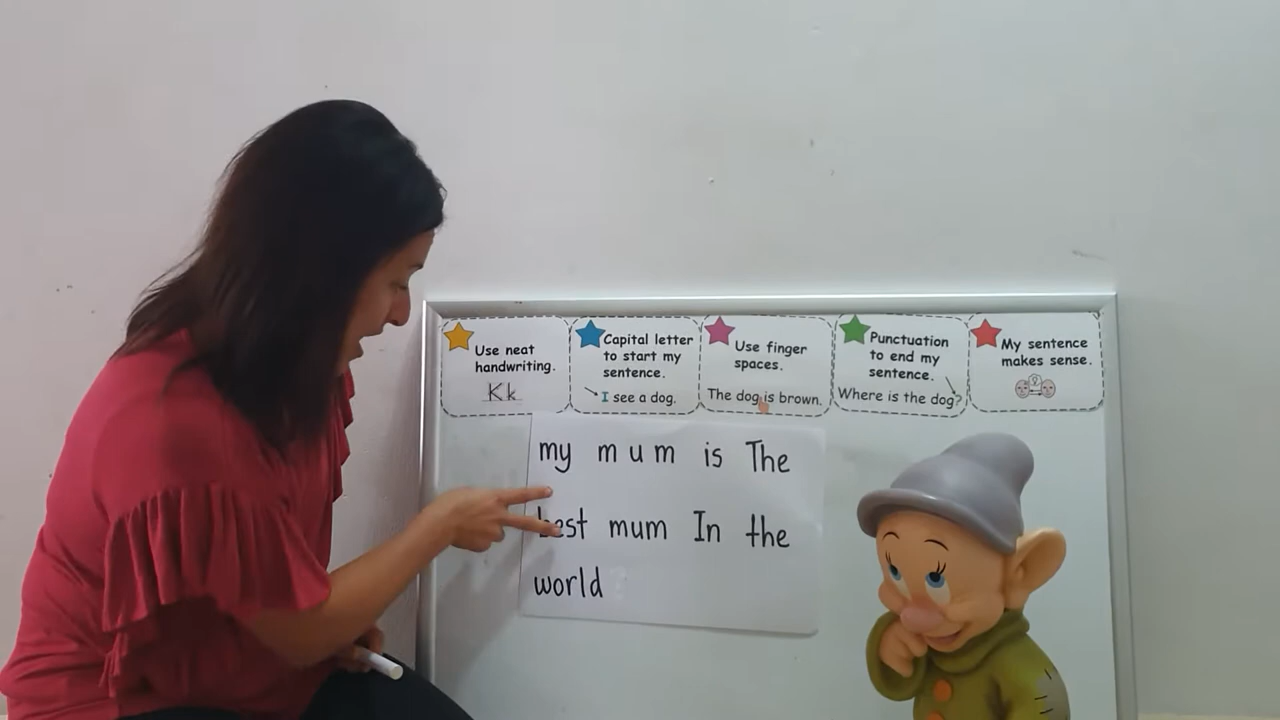 Use neat
handwriting.
Kk
Capital letter
to start my
sentence.
I see a dog.
Use finger
spaces.
The dog is brown.
Punctuation
to end my
sentence.
Where is the dog?
My sentence
makes sense.
my mum is The
best mum In the
world